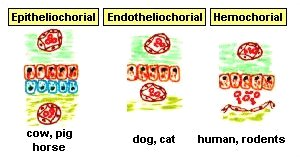 Epitheliochorial
Endotheliochorial
Hemochorial
cow, pig
horse
dog, cat
human, rodents